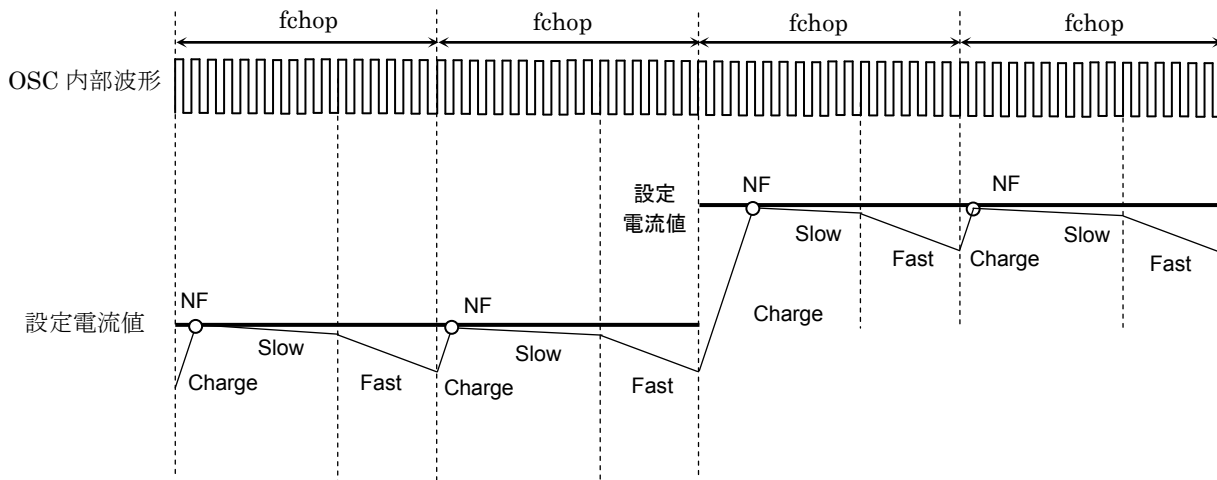 fchop
fchop
fchop
fchop
OSC 内部波形
設定
電流値
NF
Slow
Fast
Charge
NF
Charge
Slow
Fast
設定電流値
NF
Charge
Slow
Fast
NF
Charge
Slow
Fast